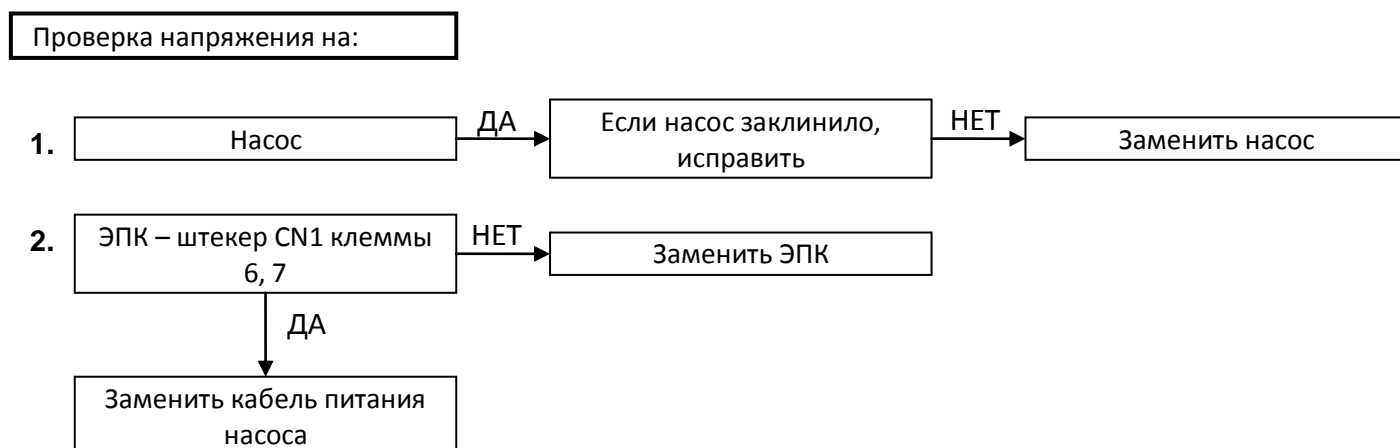 Проверка напряжения на:
1.
Насос
ДА
Если насос заклинило,
исправить
НЕТ
Заменить насос
2.
ЭПК – штекер CN1 клеммы
6, 7
НЕТ
Заменить ЭПК
ДА
Заменить кабель питания
насоса